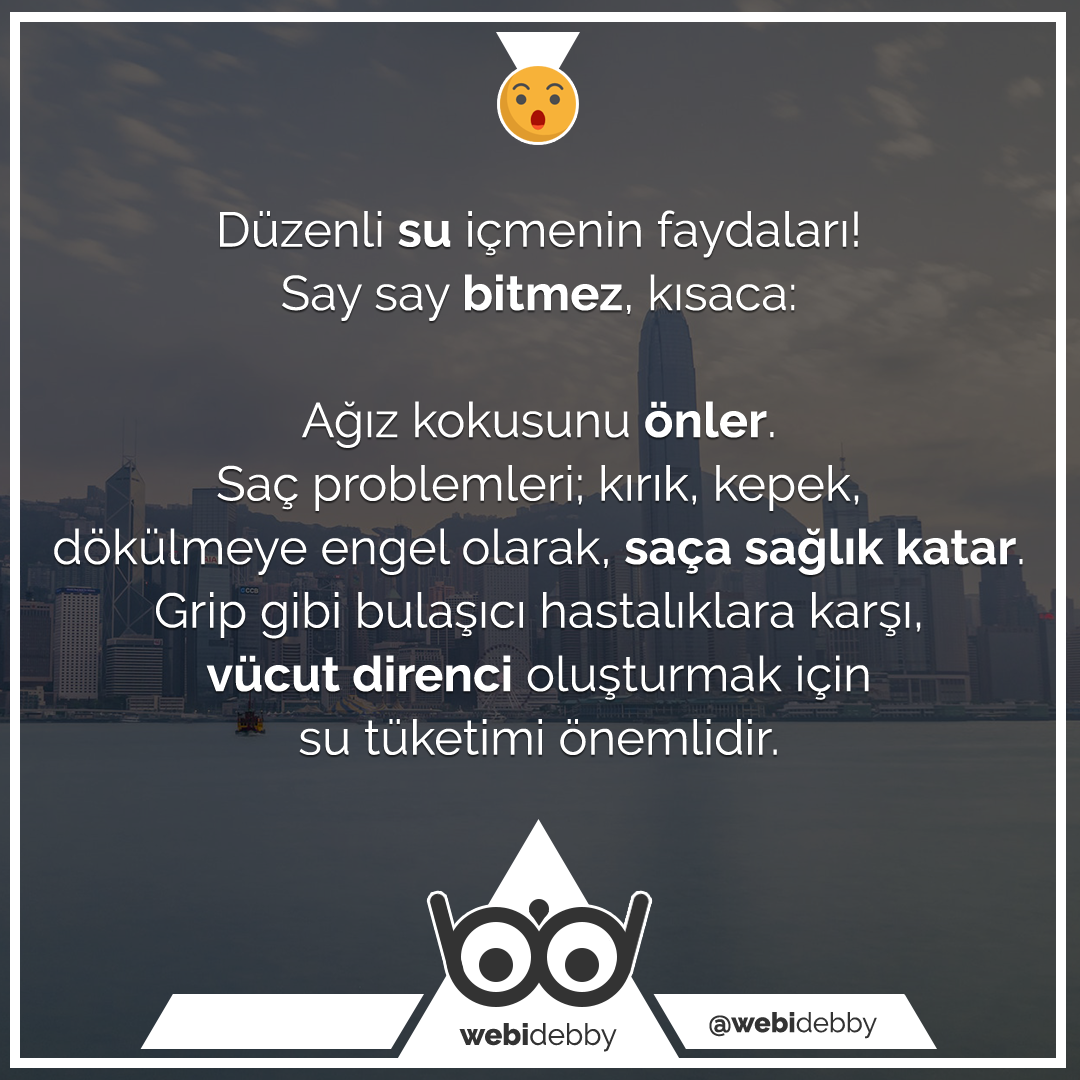 Düzenli su içmenin faydaları!
Say say bitmez, kısaca:
Ağız kokusunu önler.
Saç problemleri; kırık, kepek,
dökülmeye engel olarak, saça sağlık katar.
Grip gibi bulaşıcı hastalıklara karşı,
vücut direnci oluşturmak için
su tüketimi önemlidir.
webidebby
@webidebby